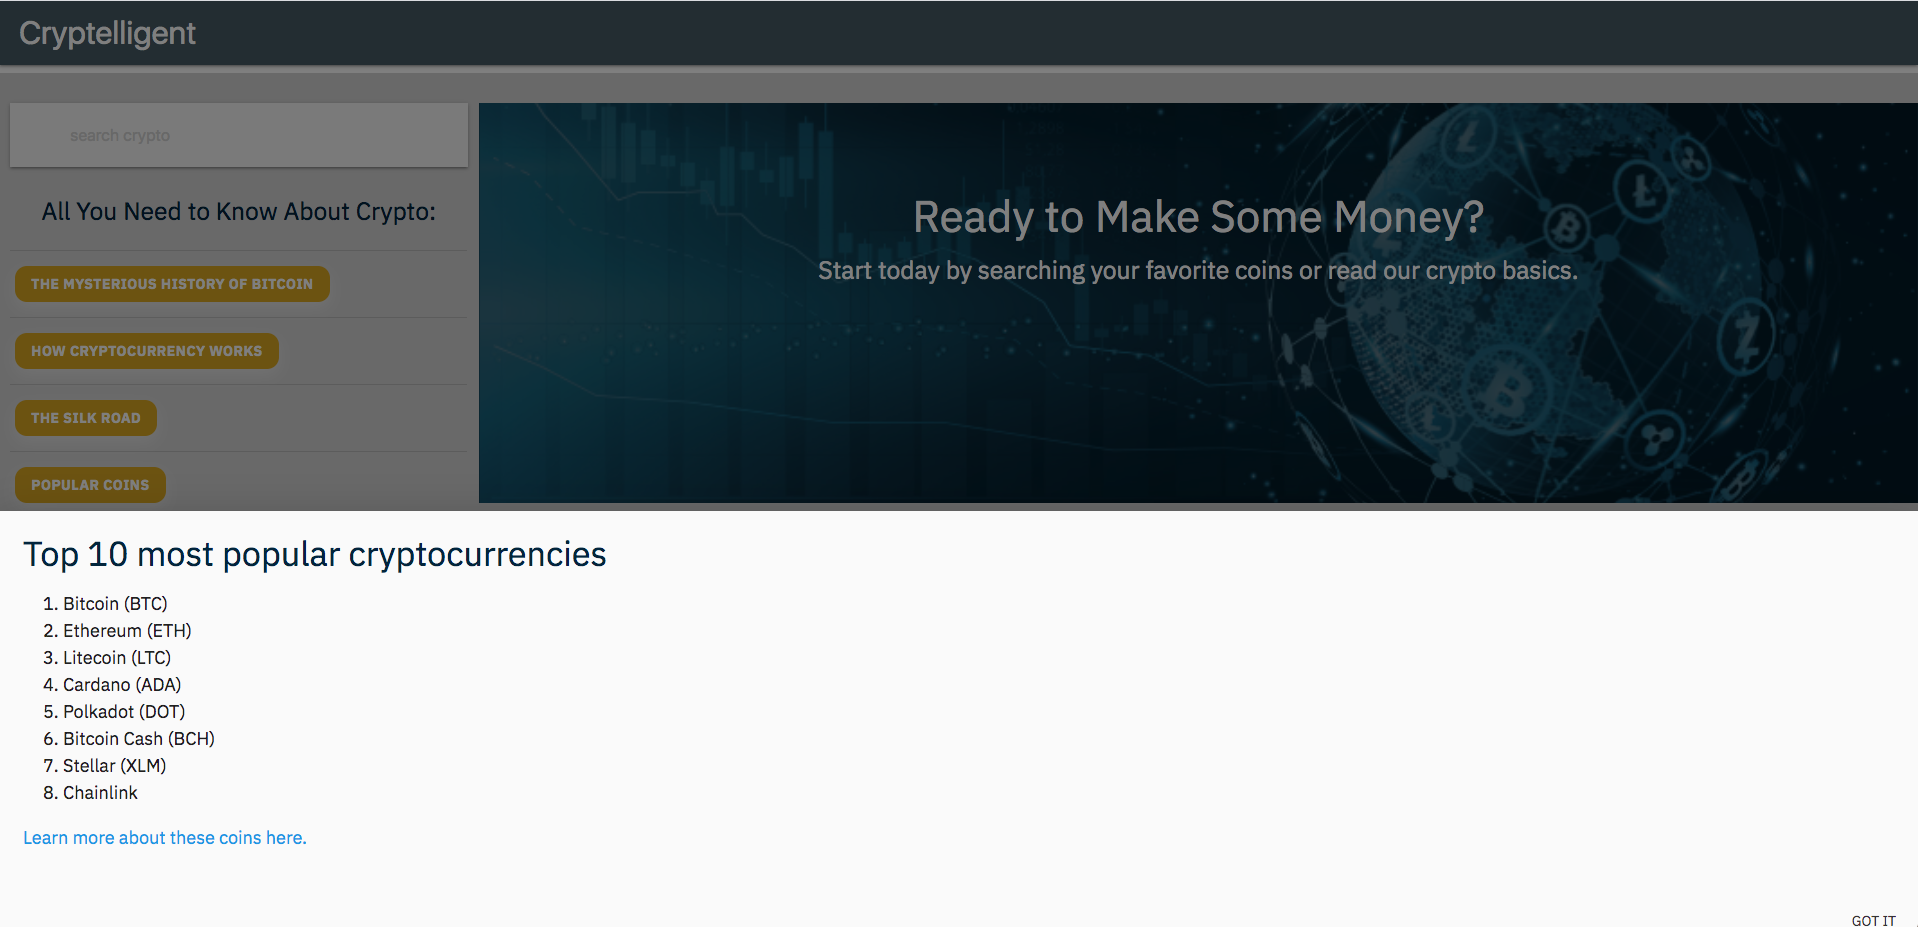 Cryptelligent
search crypto
All You Need to Know About Crypto:
THE MYSTERIOUS HISTORY OF BITCOIN
HOW CRYPTOCURRENCY WORKS
THE SILK ROAD
POPULAR COINS
Ready to Make Some Money?
Start today by searching your favorite coins or read our crypto basics.
Top 10 most popular cryptocurrencies
1. Bitcoin (BTC)
2. Ethereum (ETH)
3. Litecoin (LTC)
4. Cardano (ADA)
5. Polkadot (DOT)
6. Bitcoin Cash (BCH)
7. Stellar (XLM)
8. Chainlink
Learn more about these coins here.
GOT IT